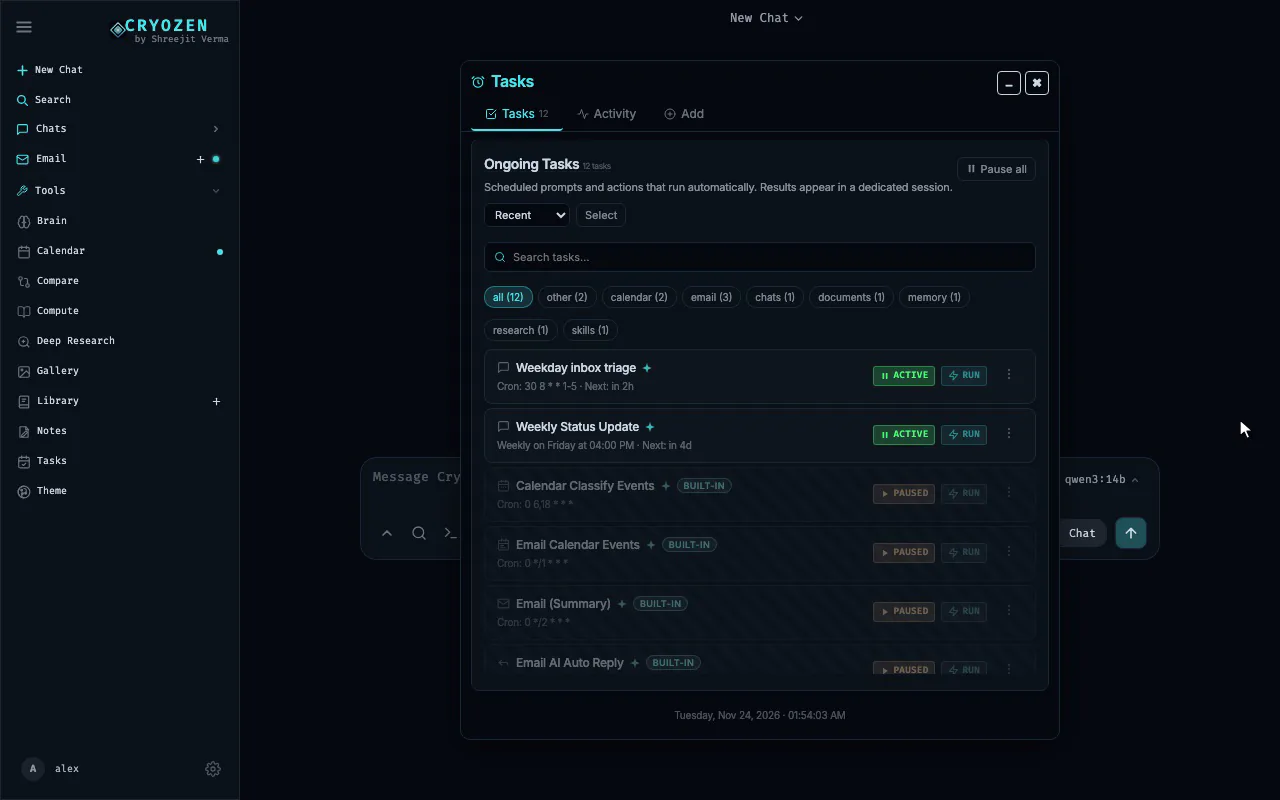 CRYOZEN
by Shreejit Verma
New Chat
Search
Chats
Email
Tools
Brain
Calendar
Compare
Compute
Deep Research
Gallery
Library
Notes
Tasks
Theme
A alex
New Chat
Tasks
Tasks 12 Activity Add
Ongoing Tasks 12 tasks
Pause all
Scheduled prompts and actions that run automatically. Results appear in a dedicated session.
Recent Select
Search tasks...
all (12) other (2) calendar (2) email (3) chats (1) documents (1) memory (1)
research (1) skills (1)
Weekday inbox triage
Cron: 30 8 * * 1-5 · Next: in 2h
ACTIVE RUN
Weekly Status Update
Weekly on Friday at 04:00 PM · Next: in 4d
ACTIVE RUN
Calendar Classify Events BUILT-IN
Cron: 0 6,18 * * *
PAUSED RUN
Email Calendar Events BUILT-IN
Cron: 0 */1 * * *
PAUSED RUN
Email (Summary) BUILT-IN
Cron: 0 */2 * * *
PAUSED RUN
Email AI Auto Reply BUILT-IN
PAUSED RUN
Tuesday, Nov 24, 2026 · 01:54:03 AM
Message Cry
qwen3:14b
Chat